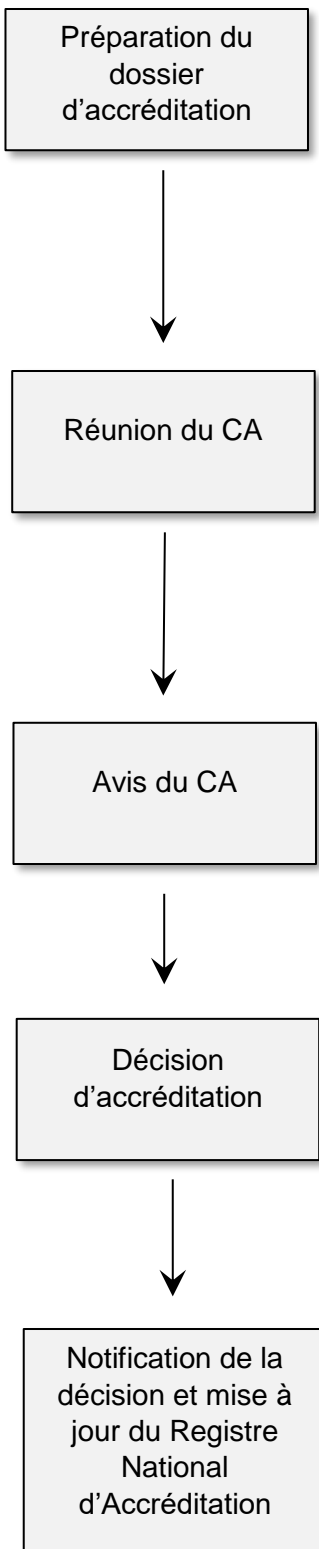 Préparation du
dossier
d’accréditation
Réunion du CA
Avis du CA
Décision
d’accréditation
Notification de la
décision et mise à
jour du Registre
National
d’Accréditation